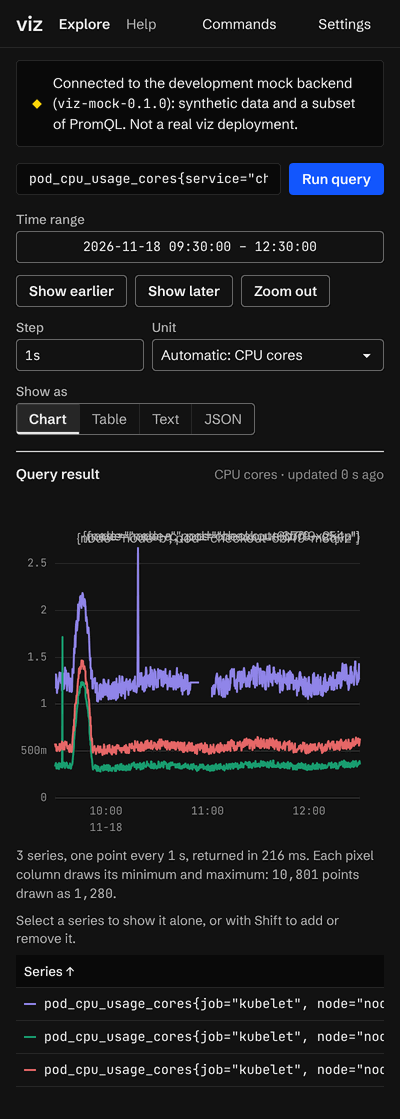 viz Explore Help Commands Settings
Connected to the development mock backend
(viz-mock-0.1.0): synthetic data and a subset
of PromQL. Not a real viz deployment.
pod_cpu_usage_cores{service="ch
Run query
Time range
2026-11-18 09:30:00 – 12:30:00
Show earlier Show later Zoom out
Step Unit
1s Automatic: CPU cores
Show as
Chart Table Text JSON
Query result CPU cores · updated 0 s ago
2.5
2
1.5
1
500m
0
10:00 11:00 12:00
11-18
3 series, one point every 1 s, returned in 216 ms. Each pixel
column draws its minimum and maximum: 10,801 points
drawn as 1,280.
Select a series to show it alone, or with Shift to add or
remove it.
Series ↑
pod_cpu_usage_cores{job="kubelet", node="noc
pod_cpu_usage_cores{job="kubelet", node="noc
pod_cpu_usage_cores{job="kubelet", node="noc